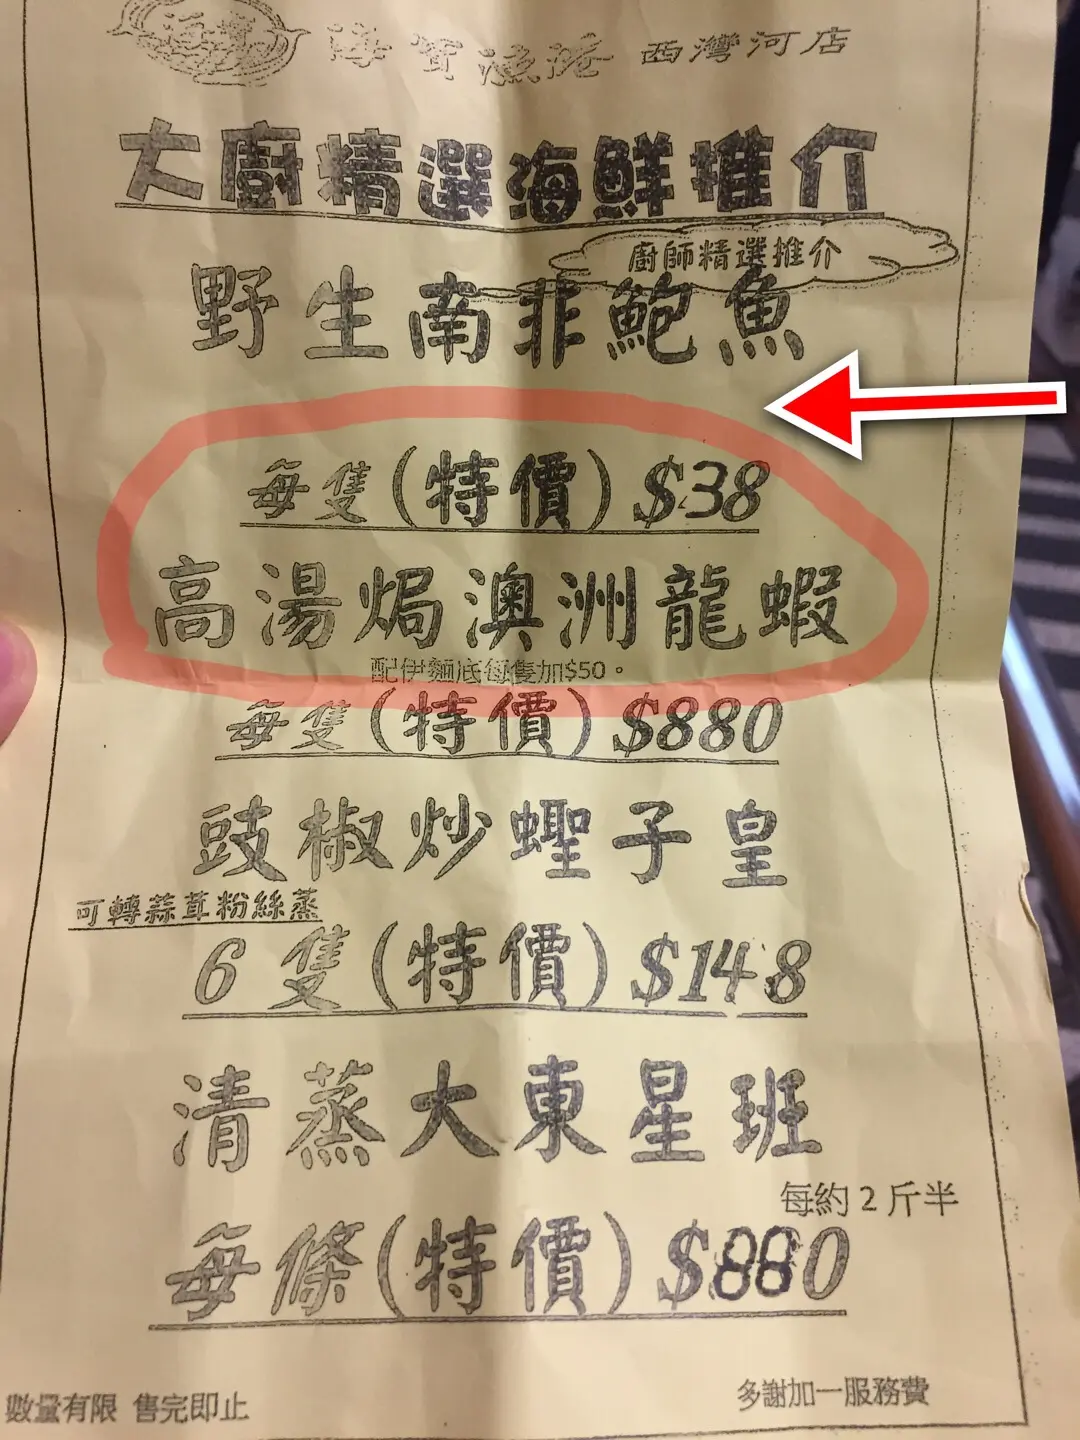 海寶漁港 西灣河店
大廚精選海鮮推介
廚師精選推介
野生南非鮑魚
每隻(特價)$38
高湯焗澳洲龍蝦
配伊麵底每隻加$50。
每隻(特價)$880
豉椒炒蟶子皇
可轉蒜茸粉絲蒸
6隻(特價)$148
清蒸大東星班
每約2斤半
每條(特價)$880
數量有限 售完即止
多謝加一服務費